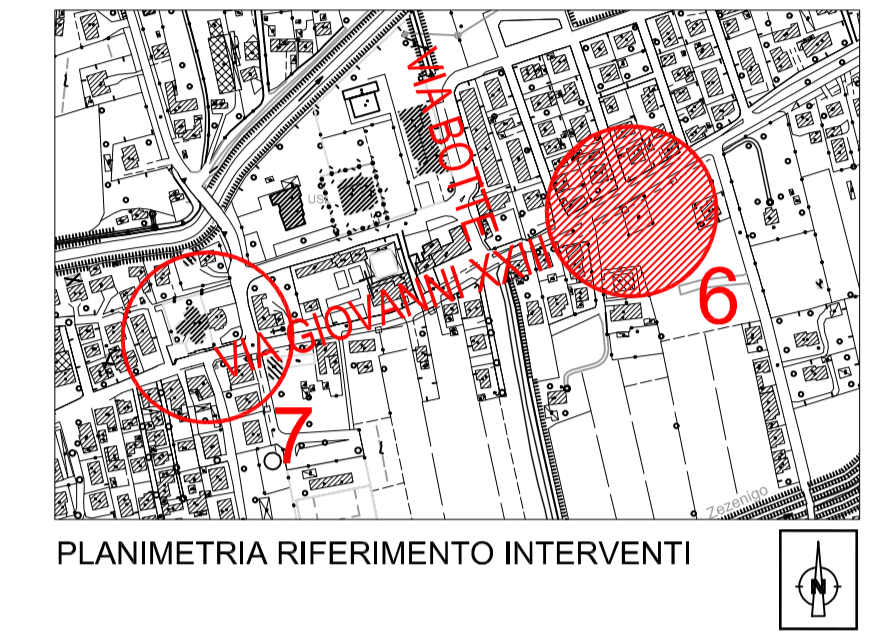 VIA BOTTE
VIA GIOVANNI XXIII
6
7
Zezenigo
PLANIMETRIA RIFERIMENTO INTERVENTI
N